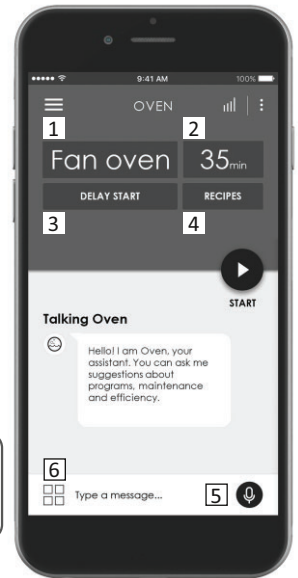 9:41 AM 100%
OVEN
1 2
Fan oven 35min
DELAY START RECIPES
3 4
START
Talking Oven
Hello! I am Oven, your
assistant. You can ask me
suggestions about
programs, maintenance
and efficiency.
6
Type a message... 5